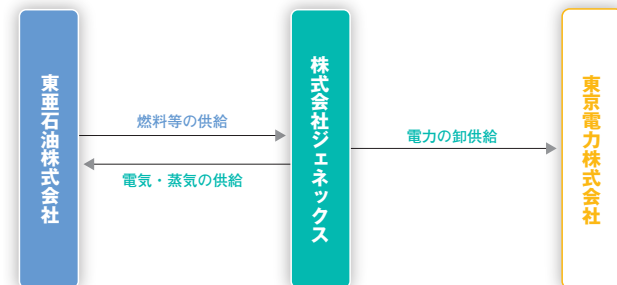 東亜石油株式会社
燃料等の供給
電気・蒸気の供給
株式会社ジェネックス
電力の卸供給
東京電力株式会社